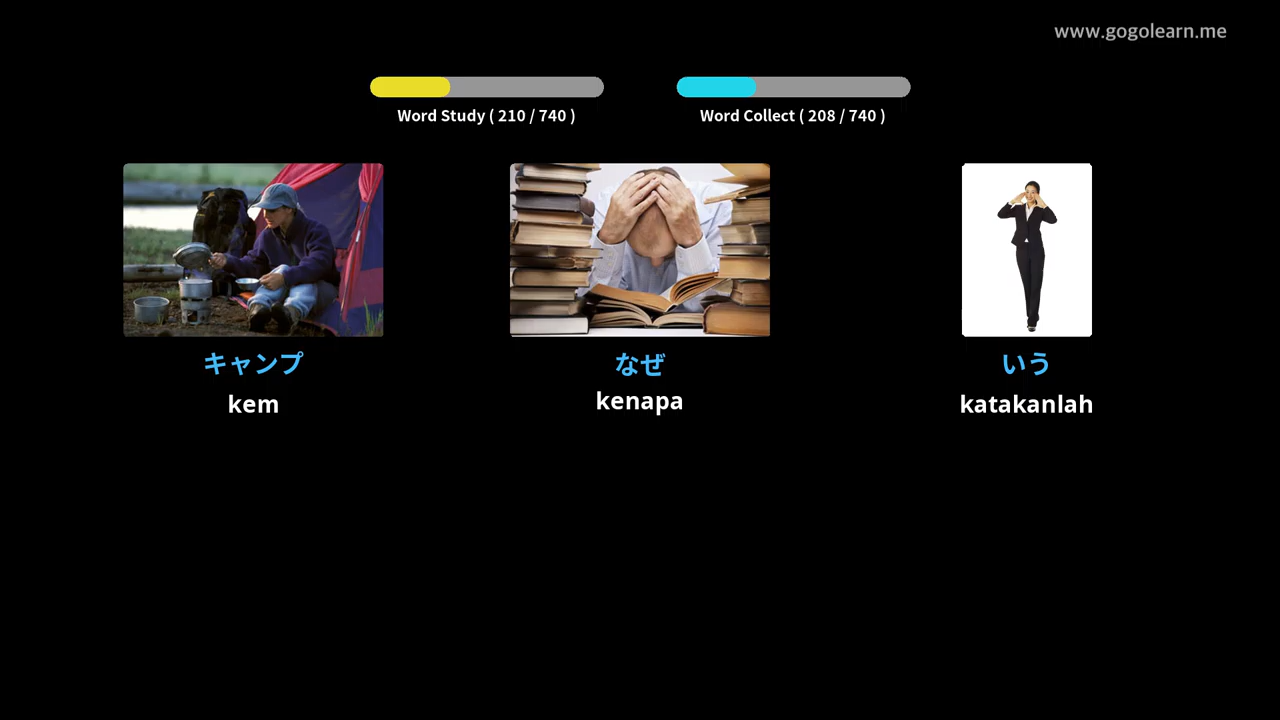 www.gogolearn.me
Word Study ( 210 / 740 )
Word Collect ( 208 / 740 )
キャンプ
kem
なぜ
kenapa
いう
katakanlah